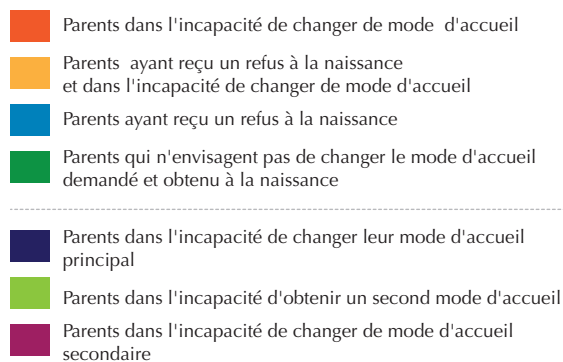 Parents dans l'incapacité de changer de mode d'accueil
Parents ayant reçu un refus à la naissance
et dans l'incapacité de changer de mode d'accueil
Parents ayant reçu un refus à la naissance
Parents qui n'envisagent pas de changer le mode d'accueil
demandé et obtenu à la naissance
Parents dans l'incapacité de changer leur mode d'accueil
principal
Parents dans l'incapacité d'obtenir un second mode d'accueil
Parents dans l'incapacité de changer de mode d'accueil
secondaire